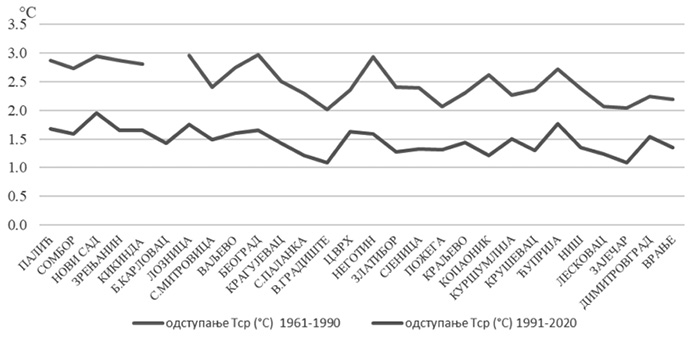 °C
3.5
3.0
2.5
2.0
1.5
1.0
0.5
0.0
ПАЛИЋ
СОМБОР
НОВИ САД
ЗРЕЊАНИН
КИКИНДА
Б.КАРЛОВАЦ
ЛОЗНИЦА
С.МИТРОВИЦА
ВАЉЕВО
БЕОГРАД
КРАГУЈЕВАЦ
С.ПАЛАНКА
В.ГРАДИШТЕ
Ц.ВРХ
НЕГОТИН
ЗЛАТИБОР
СЈЕНИЦА
ПОЖЕГА
КРАЉЕВО
КОПАОНИК
КУРШУМЛИЈА
КРУШЕВАЦ
ЋУПРИЈА
НИШ
ЛЕСКОВАЦ
ЗАЈЕЧАР
ДИМИТРОВГРАД
ВРАЊЕ
одступање Тср (°C) 1961-1990
одступање Тср (°C) 1991-2020